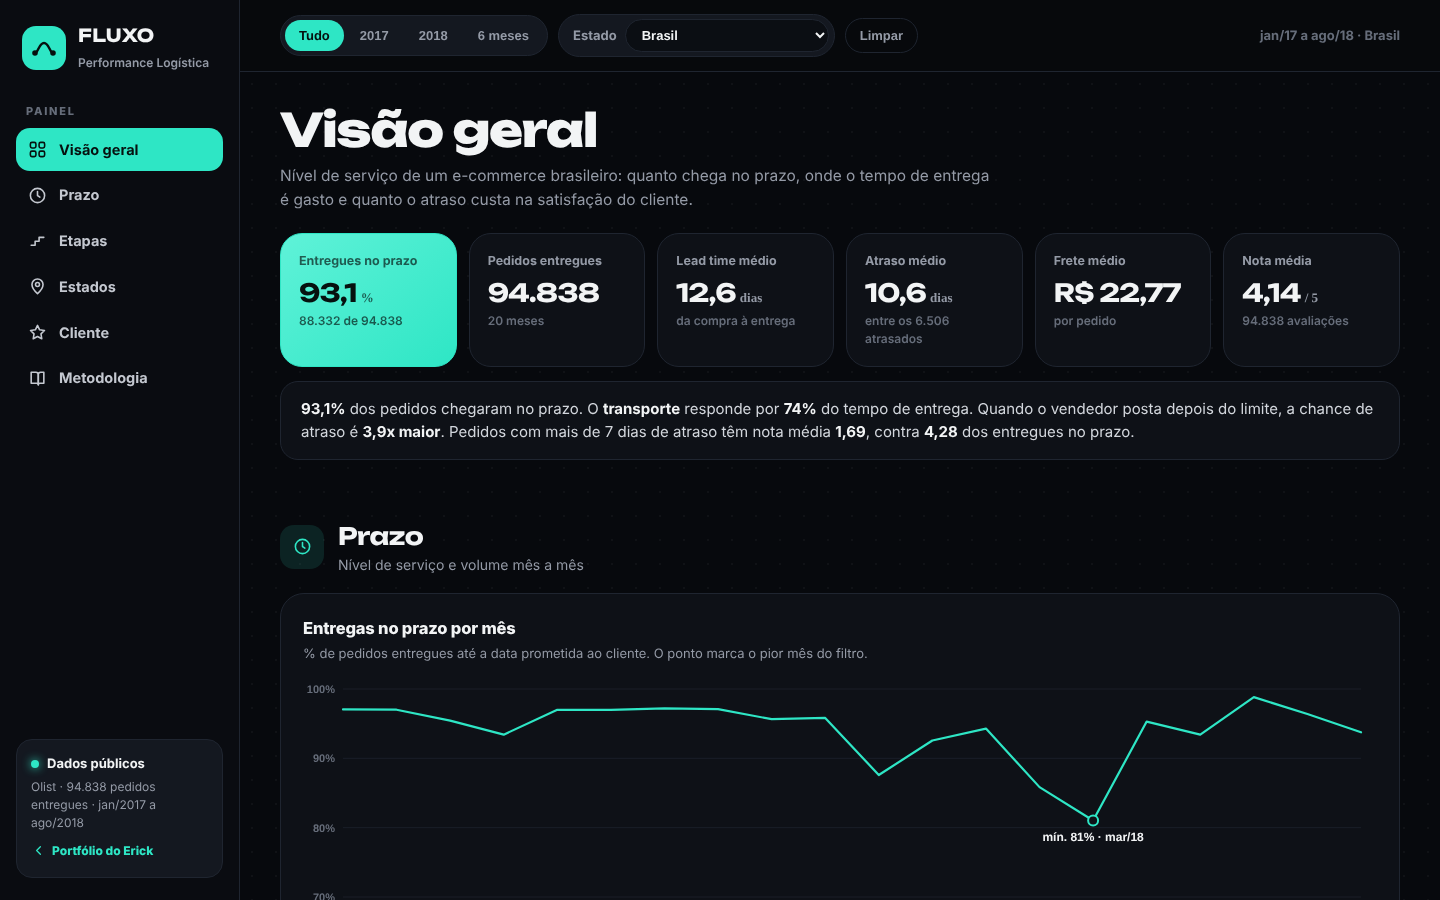 FLUXO
Performance Logística
PAINEL
Visão geral
Prazo
Etapas
Estados
Cliente
Metodologia
Dados públicos
Olist · 94.838 pedidos
entregues · jan/2017 a
ago/2018
Portfólio do Erick
Tudo 2017 2018 6 meses Estado Brasil Limpar jan/17 a ago/18 · Brasil
Visão geral
Nível de serviço de um e-commerce brasileiro: quanto chega no prazo, onde o tempo de entrega
é gasto e quanto o atraso custa na satisfação do cliente.
Entregues no prazo
93,1 %
88.332 de 94.838
Pedidos entregues
94.838
20 meses
Lead time médio
12,6 dias
da compra à entrega
Atraso médio
10,6 dias
entre os 6.506
atrasados
Frete médio
R$ 22,77
por pedido
Nota média
4,14 / 5
94.838 avaliações
93,1% dos pedidos chegaram no prazo. O transporte responde por 74% do tempo de entrega. Quando o vendedor posta depois do limite, a chance de
atraso é 3,9x maior. Pedidos com mais de 7 dias de atraso têm nota média 1,69, contra 4,28 dos entregues no prazo.
Prazo
Nível de serviço e volume mês a mês
Entregas no prazo por mês
% de pedidos entregues até a data prometida ao cliente. O ponto marca o pior mês do filtro.
100%
90%
80%
mín. 81% · mar/18
70%